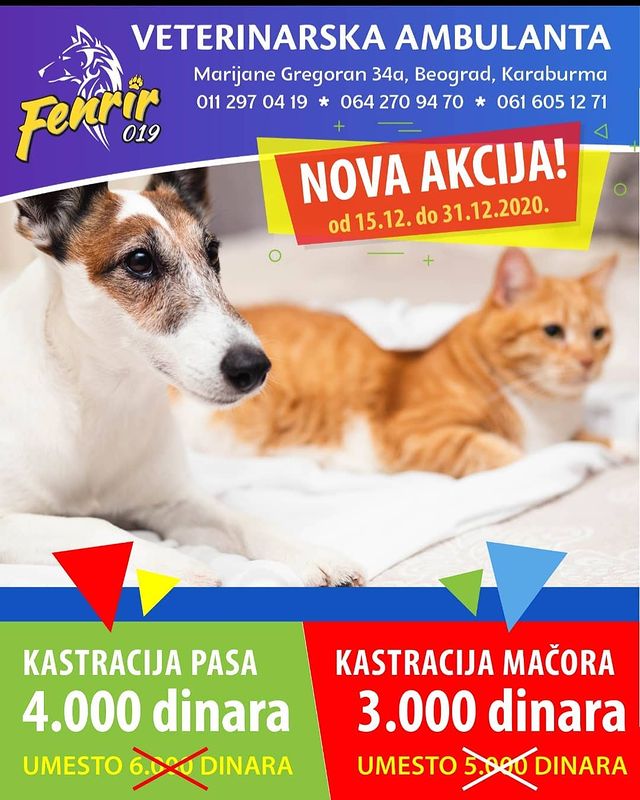 VETERINARSKA AMBULANTA
Marijane Gregoran 34a, Beograd, Karaburma
011 297 04 19 * 064 270 94 70 * 061 605 12 71
Fenrir
019
NOVA AKCIJA!
od 15.12. do 31.12.2020.
KASTRACIJA PASA
4.000 dinara
UMESTO 6.000 DINARA
KASTRACIJA MAČORA
3.000 dinara
UMESTO 5.000 DINARA